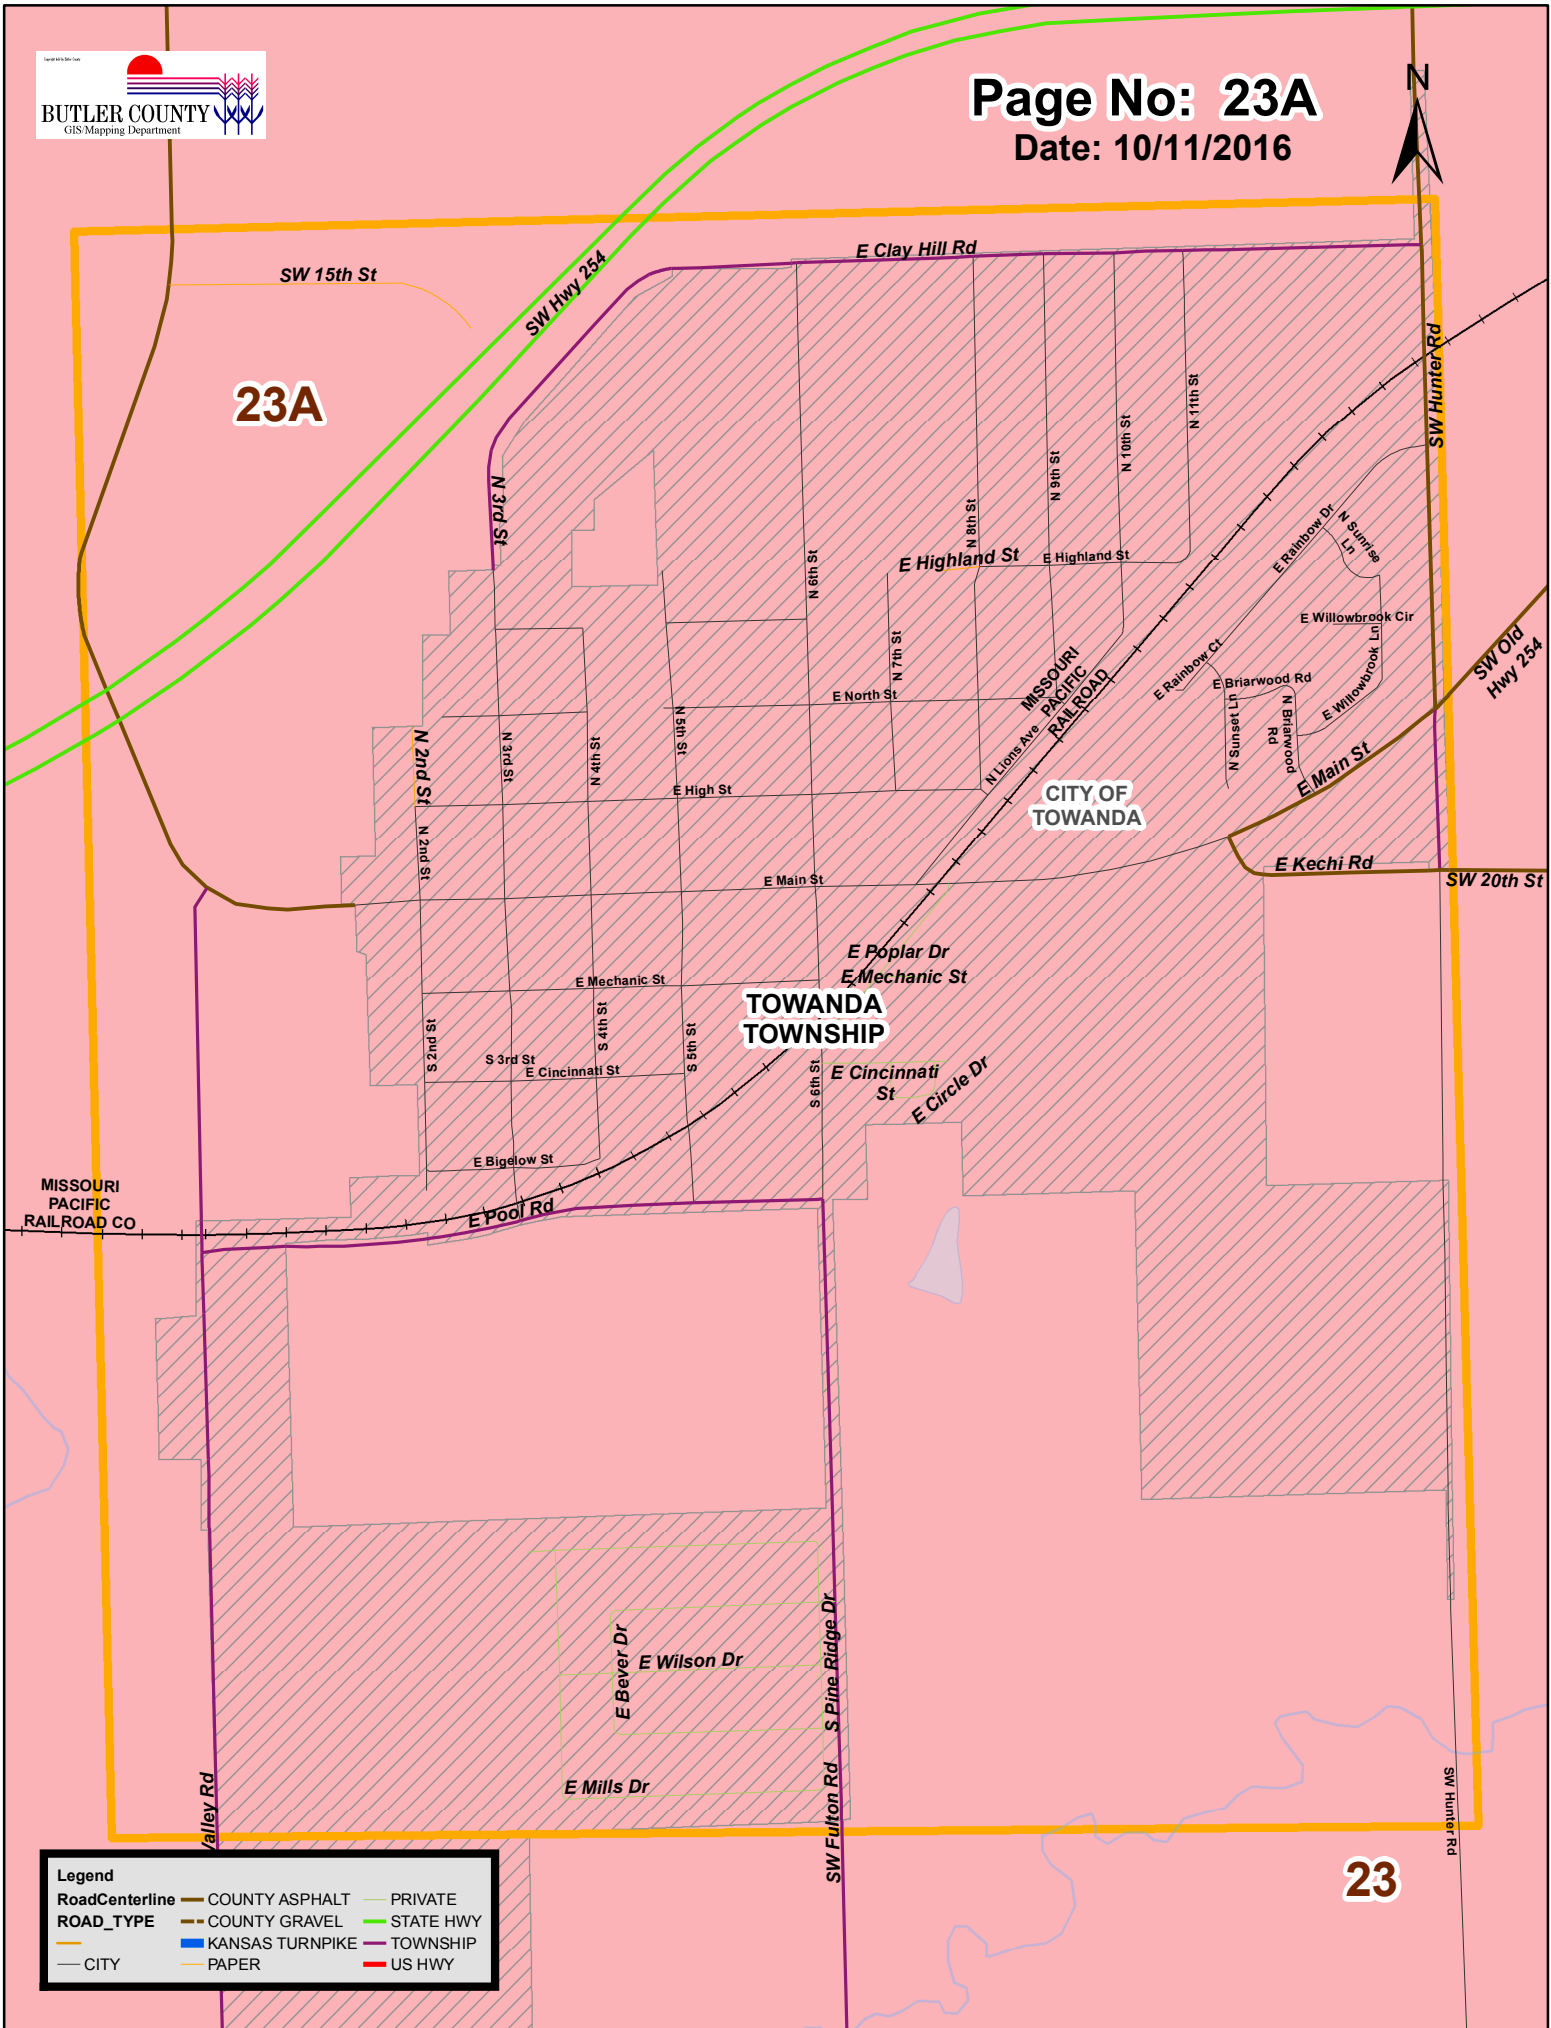 BUTLER COUNTY
GIS/Mapping Department
Page No: 23A
Date: 10/11/2016
N
SW 15th St
SW Hwy 254
E Clay Hill Rd
23A
SW Hunter Rd
N 11th St
N 10th St
N 9th St
N 8th St
N 3rd St
E Highland St
E Highland St
N 6th St
N 7th St
E Rainbow Dr
N Sunrise
Ln
E Willowbrook Cir
E Willowbrook Ln
SW Old
Hwy 254
E Rainbow Ct
E Briarwood Rd
N Sunset Ln
N Briarwood
Rd
E North St
MISSOURI
PACIFIC
RAILROAD
N Lions Ave
N 2nd St
N 3rd St
N 4th St
N 5th St
E High St
E Main St
CITY OF
TOWANDA
N 2nd St
E Main St
E Kechi Rd
SW 20th St
E Poplar Dr
E Mechanic St
E Mechanic St
TOWANDA
TOWNSHIP
S 2nd St
S 3rd St
S 4th St
S 5th St
E Cincinnati St
S 6th St
E Cincinnati
St
E Circle Dr
E Bigelow St
MISSOURI
PACIFIC
RAILROAD CO
E Pool Rd
E Bever Dr
E Wilson Dr
S Pine Ridge Dr
E Mills Dr
Valley Rd
SW Fulton Rd
SW Hunter Rd
23
Legend
RoadCenterline
ROAD_TYPE
CITY
COUNTY ASPHALT
COUNTY GRAVEL
KANSAS TURNPIKE
PAPER
PRIVATE
STATE HWY
TOWNSHIP
US HWY